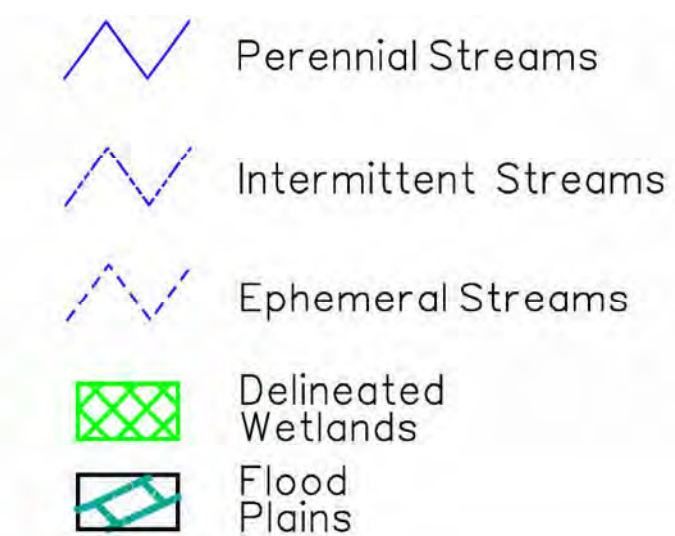 Perennial Streams
Intermittent Streams
Ephemeral Streams
Delineated
Wetlands
Flood
Plains